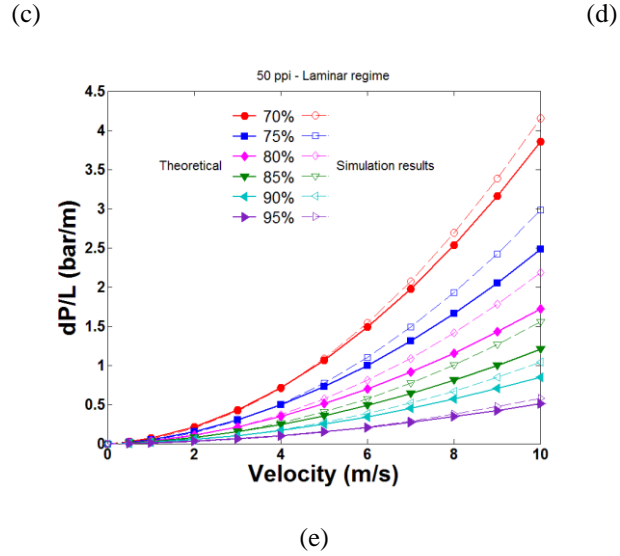 (c) (d)
50 ppi - Laminar regime
4.5
4
3.5
3
2.5
2
1.5
1
0.5
0
dP/L (bar/m)
70%
75%
Theoretical 80% Simulation results
85%
90%
95%
0 2 4 6 8 10
Velocity (m/s)
(e)